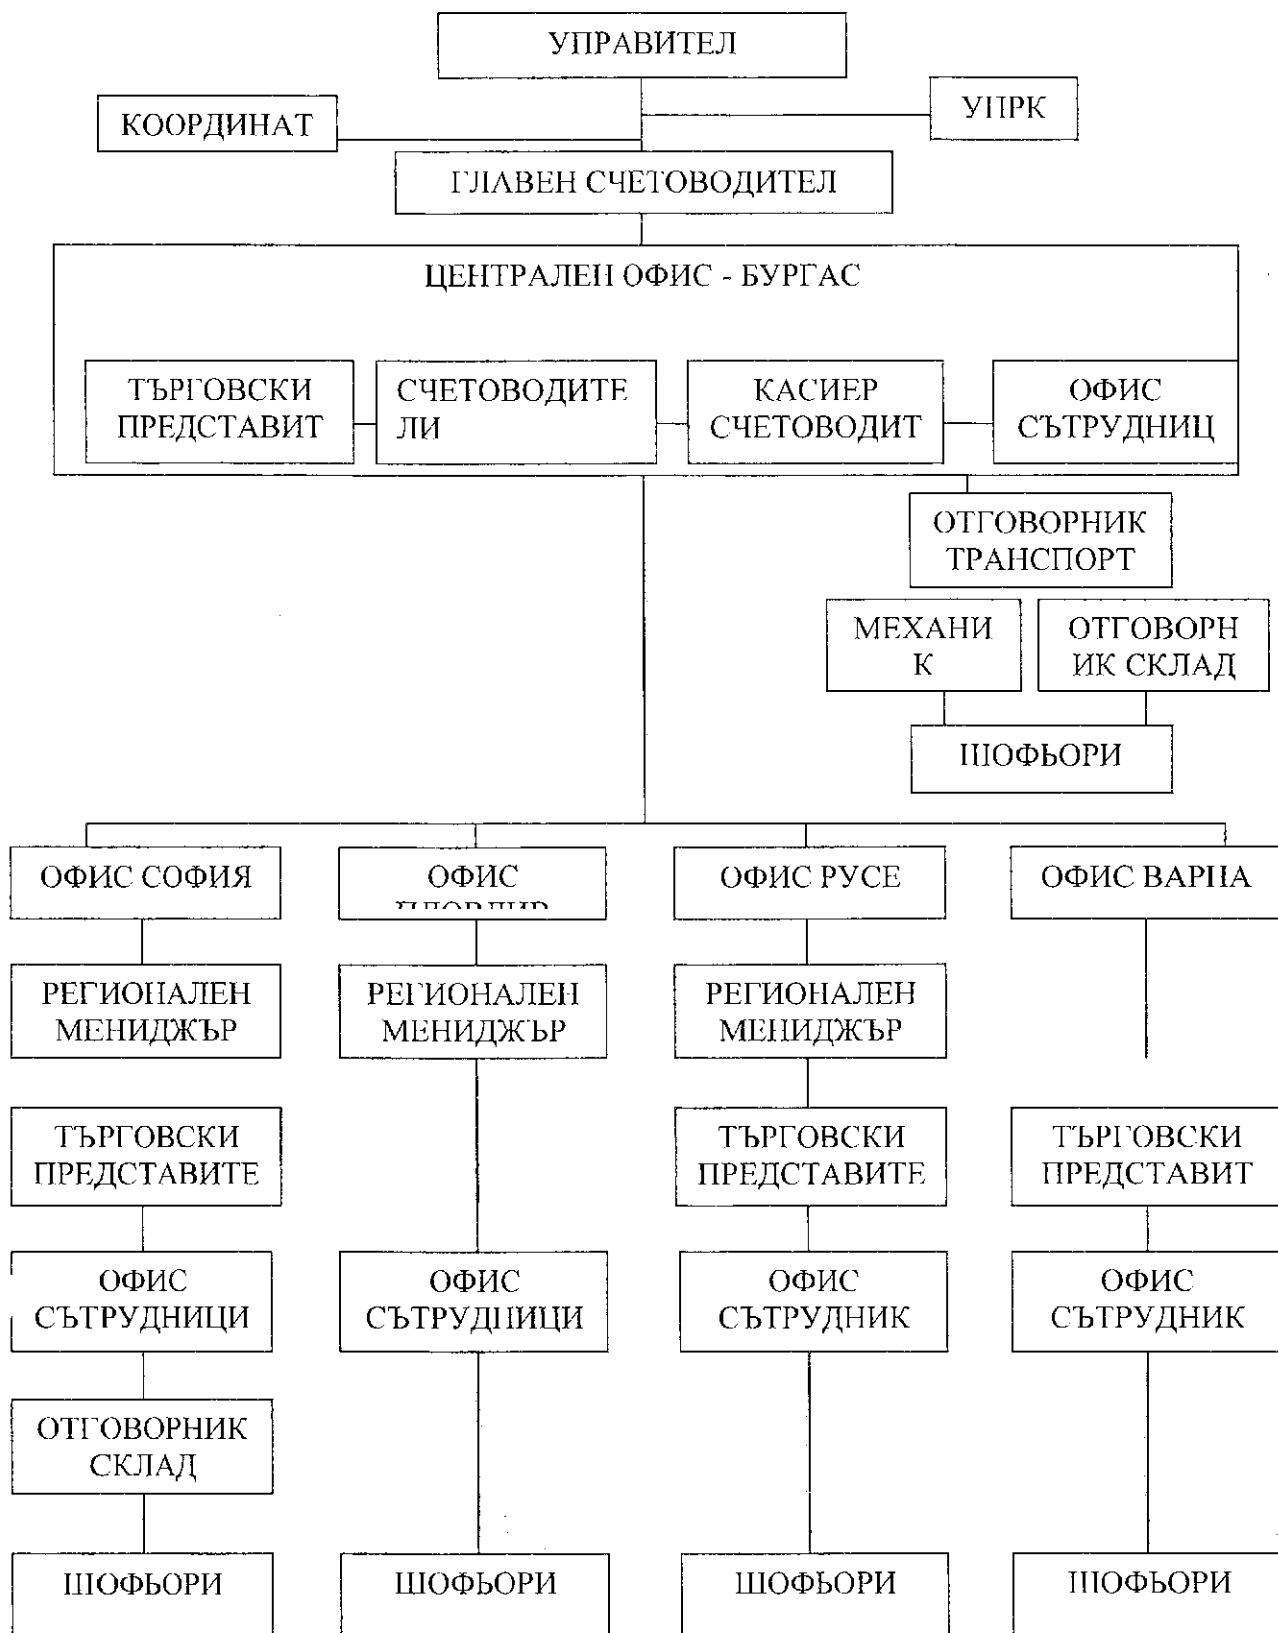 УПРАВИТЕЛ
УПРК
КООРДИНАТ
ГЛАВЕН СЧЕТОВОДИТЕЛ
ЦЕНТРАЛЕН ОФИС - БУРГАС
ТЪРГОВСКИ
ПРЕДСТАВИТ
СЧЕТОВОДИТЕ
ЛИ
КАСИЕР
СЧЕТОВОДИТ
ОФИС
СЪТРУДНИЦ
ОТГОВОРНИК
ТРАНСПОРТ
МЕХАНИ
К
ОТГОВОРН
ИК СКЛАД
ШОФЬОРИ
ОФИС СОФИЯ
ОФИС
ПЛОВДИВ
ОФИС РУСЕ
ОФИС ВАРНА
РЕГИОНАЛЕН
МЕНИДЖЪР
РЕГИОНАЛЕН
МЕНИДЖЪР
РЕГИОНАЛЕН
МЕНИДЖЪР
ТЪРГОВСКИ
ПРЕДСТАВИТЕ
ТЪРГОВСКИ
ПРЕДСТАВИТЕ
ТЪРГОВСКИ
ПРЕДСТАВИТ
ОФИС
СЪТРУДНИЦИ
ОФИС
СЪТРУДНИЦИ
ОФИС
СЪТРУДНИК
ОФИС
СЪТРУДНИК
ОТГОВОРНИК
СКЛАД
ШОФЬОРИ
ШОФЬОРИ
ШОФЬОРИ
ШОФЬОРИ